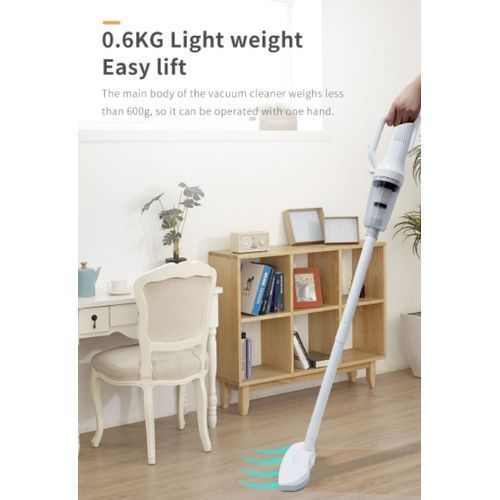 0.6KG Light weight
Easy lift
The main body of the vacuum cleaner weighs less
than 600g, so it can be operated with one hand.